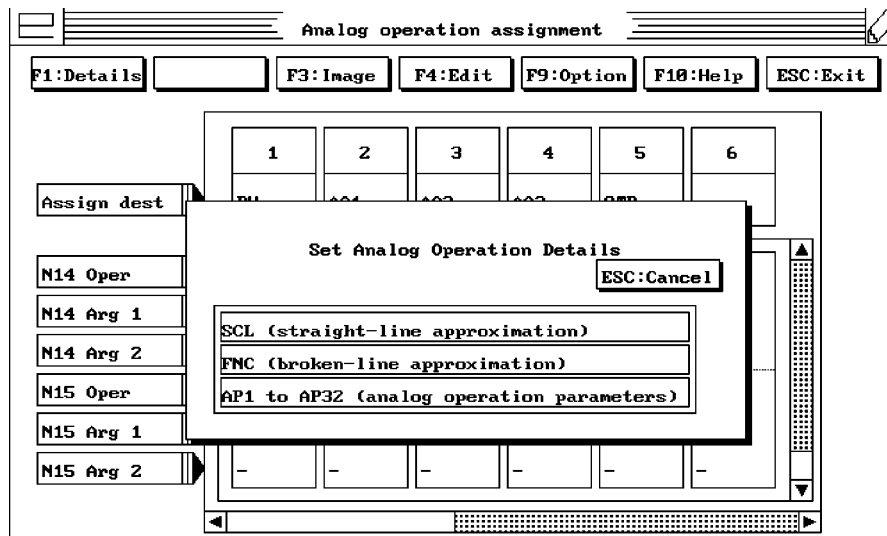 Analog operation assignment
F1:Details F3:Image F4:Edit F9:Option F10:Help ESC:Exit
1 2 3 4 5 6
Assign dest
Set Analog Operation Details
ESC:Cancel
N14 Oper
N14 Arg 1
SCL (straight-line approximation)
N14 Arg 2
FNC (broken-line approximation)
N15 Oper
AP1 to AP32 (analog operation parameters)
N15 Arg 1
N15 Arg 2
- - - - - -